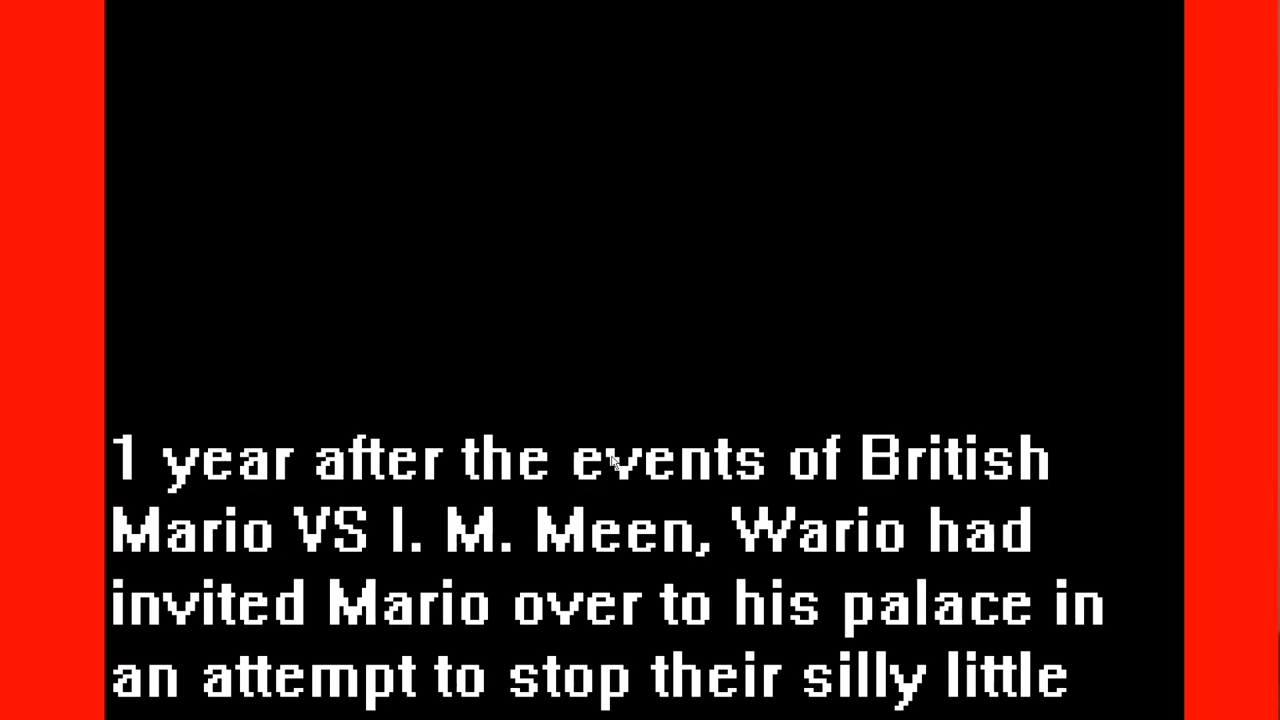 1 year after the events of British
Mario VS I. M. Meen, Wario had
invited Mario over to his palace in
an attempt to stop their silly little